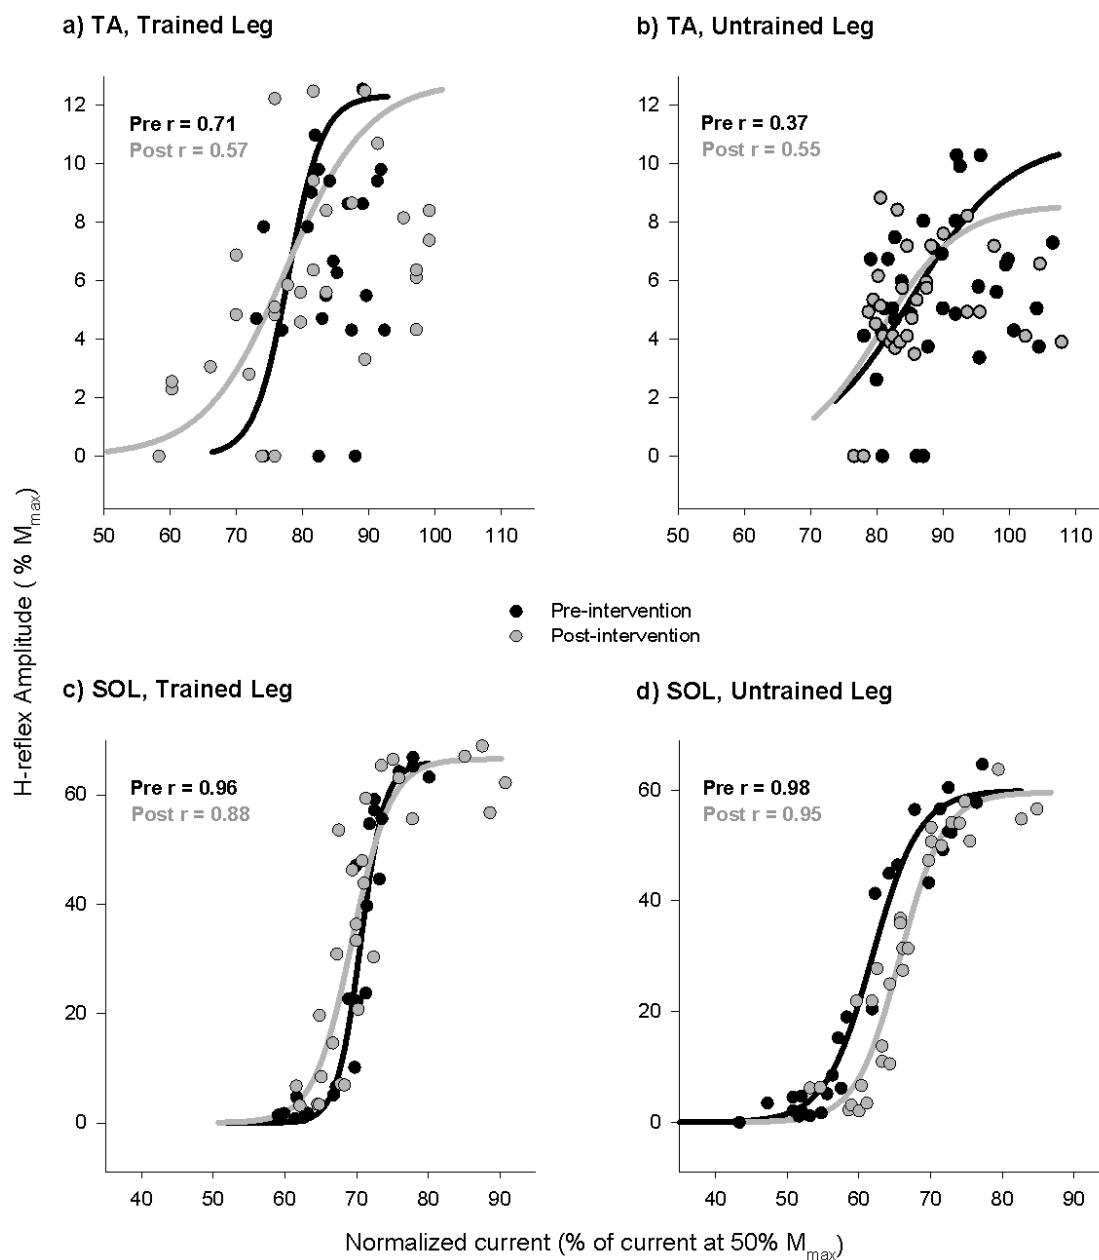 a) TA, Trained Leg
b) TA, Untrained Leg
Pre r = 0.71
Post r = 0.57
Pre r = 0.37
Post r = 0.55
12
10
8
6
4
2
0
12
10
8
6
4
2
0
50 60 70 80 90 100 110
50 60 70 80 90 100 110
H-reflex Amplitude ( % Mmax)
Pre-intervention
Post-intervention
c) SOL, Trained Leg
d) SOL, Untrained Leg
Pre r = 0.96
Post r = 0.88
Pre r = 0.98
Post r = 0.95
60
40
20
0
60
40
20
0
40 50 60 70 80 90
40 50 60 70 80 90
Normalized current (% of current at 50% Mmax)